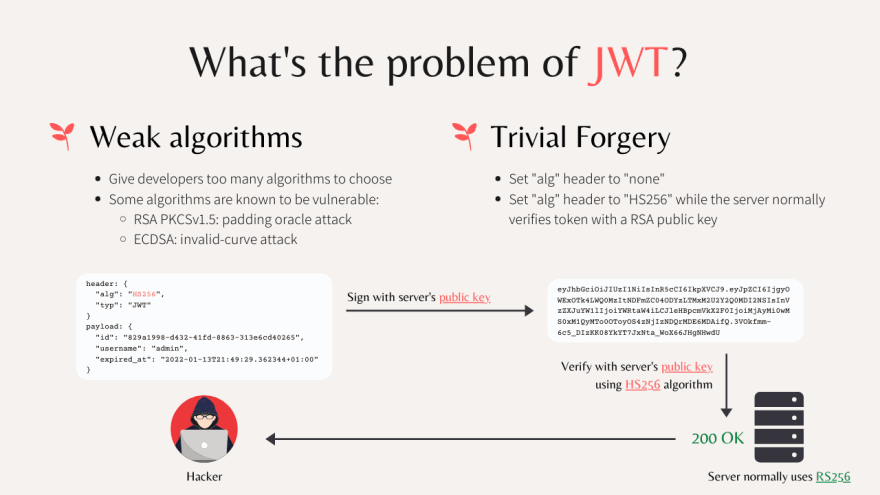 What's the problem of JWT?
Weak algorithms
Give developers too many algorithms to choose
Some algorithms are known to be vulnerable:
RSA PKCSv1.5: padding oracle attack
ECDSA: invalid-curve attack
Trivial Forgery
Set "alg" header to "none"
Set "alg" header to "HS256" while the server normally
verifies token with a RSA public key
header: {
"alg": "HS256",
"typ": "JWT"
}
payload: {
"id": "829a1998-d432-41fd-8863-313e6cd40265",
"username": "admin",
"expired_at": "2022-01-13T21:49:29.362344+01:00"
}
Sign with server's public key
eyJhbGciOiJIUzI1NiIsInR5cCI6IkpXVCJ9.eyJpZCI6IjgyO
Verify with server's public key
using HS256 algorithm
200 OK
Hacker
Server normally uses RS256